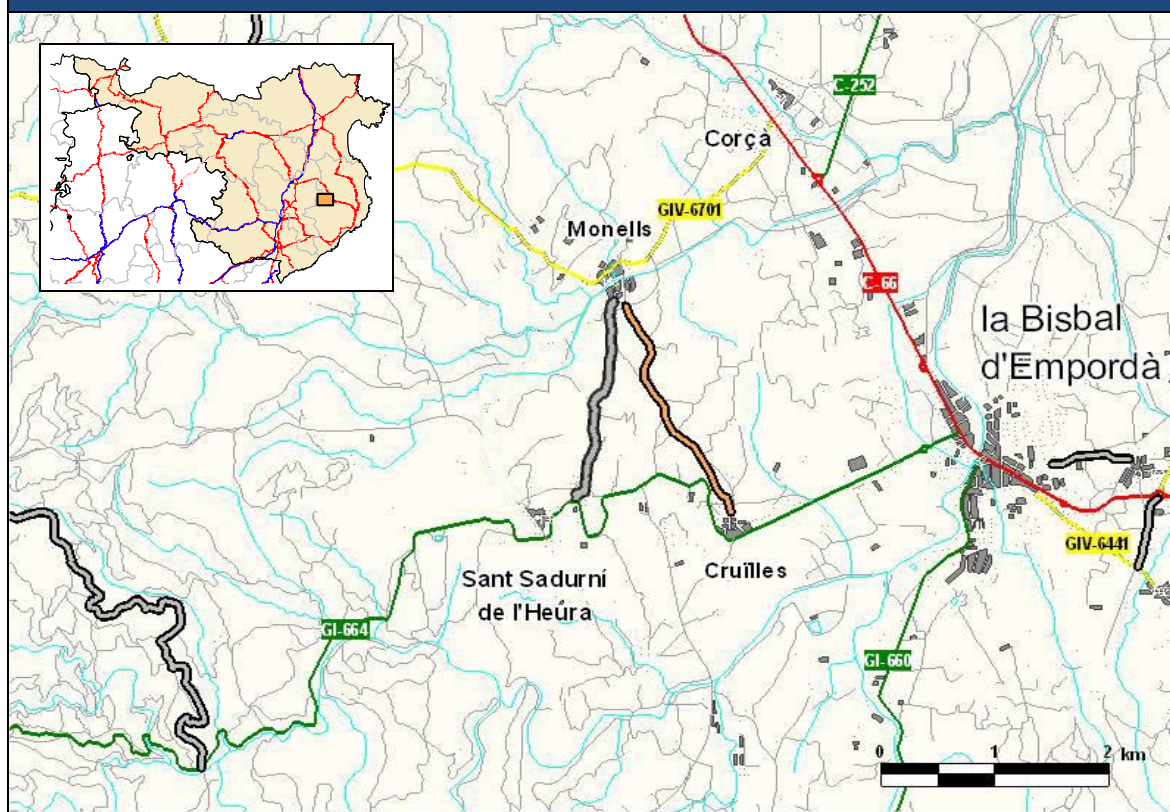 C-252
Corçà
GIV-6701
Monells
C-66
la Bisbal
d'Empordà
GIV-6441
Cruïlles
Sant Sadurní
de l'Heúra
GI-664
GI-660
0 1 2 km